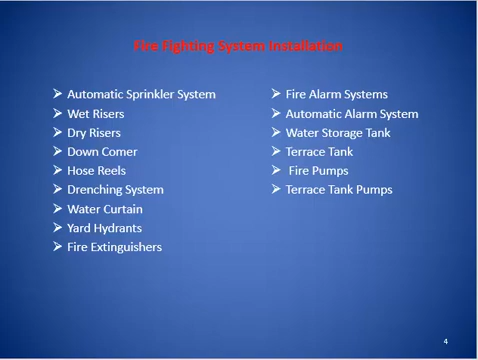 Fire Fighting System Installation
Automatic Sprinkler System
Wet Risers
Dry Risers
Down Comer
Hose Reels
Drenching System
Water Curtain
Yard Hydrants
Fire Extinguishers
Fire Alarm Systems
Automatic Alarm System
Water Storage Tank
Terrace Tank
Fire Pumps
Terrace Tank Pumps
4